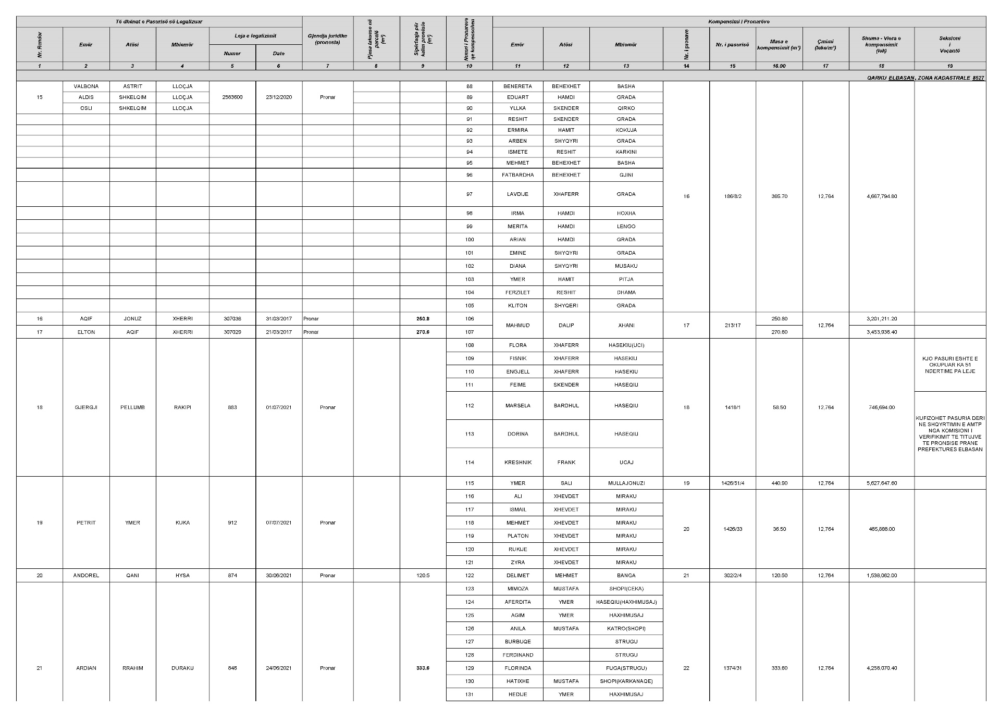 Të dhënat e Pasurisë së Legalizuar
Kompensimi i Pronarëve
Nr. Rendor
Emër
Atësi
Mbiemër
Leja e legalizimit
Numer
Date
Gjendja juridike
(pronesia)
Pjesa takuese në
parcelë
(m²)
Sipërfaqja për
kalim pronësie
(m²)
Numri i Pronareve
qe kompensohen
Emër
Atësi
Mbiemër
Nr. i pronave
Nr. i pasurisë
Masa e
kompensimit (m²)
Çmimi
(leke/m²)
Shuma - Vlera e
kompensimit
(lek)
Seksioni
i
Veçantë
1 2 3 4 5 6 7 8 9 10 11 12 13 14 15 16.00 17 18 19
QARKU ELBASAN, ZONA KADASTRALE 8527
VALBONA ASTRIT LLOÇJA 88 BENERETA BEHEXHET BASHA
15 ALDIS SHKELQIM LLOÇJA 2583600 23/12/2020 Pronar 89 EDUART HAMDI GRADA
OSLI SHKELQIM LLOÇJA 90 YLLKA SKENDER QIRKO
91 RESHIT SKENDER GRADA
92 ERMIRA HAMIT KOKUJA
93 ARBEN SHYQYRI GRADA
94 ISMETE RESHIT KARKINI
95 MEHMET BEHEXHET BASHA
96 FATBARDHA BEHEXHET GJINI
97 LAVDIJE XHAFERR GRADA 16 186/8/2 365.70 12,764 4,667,794.80
98 IRMA HAMDI HOXHA
99 MERITA HAMDI LENGO
100 ARIAN HAMDI GRADA
101 EMINE SHYQYRI GRADA
102 DIANA SHYQYRI MUSAKU
103 YMER HAMIT PITJA
104 FERZILET RESHIT DHAMA
105 KLITON SHYQERI GRADA
16 AQIF JONUZ XHERRI 307036 31/03/2017 Pronar 250.8 106 250.80 3,201,211.20
MAHMUD DALIP XHANI 17 213/17 12,764
17 ELTON AQIF XHERRI 307029 21/03/2017 Pronar 270.6 107 270.60 3,453,938.40
108 FLORA XHAFERR HASEKIU(UCI)
109 FISNIK XHAFERR HASEKIU KJO PASURI ESHTE E
OKUPUAR KA 51
110 ENGJELL XHAFERR HASEKIU NDERTIME PA LEJE
111 FEIME SKENDER HASEQIU
18 GJERGJI PELLUMB RAKIPI 883 01/07/2021 Pronar 112 MARSELA BARDHUL HASEQIU 18 1418/1 58.50 12,764 746,694.00
KUFIZOHET PASURIA DERI
NE SHQYRTIMIN E AMTP
NGA KOMISIONI I
113 DORINA BARDHUL HASEQIU VERIFIKIMIT TE TITUJVE
TE PRONSISE PRANE
PREFEKTURES ELBASAN
114 KRESHNIK FRANK UCAJ
115 YMER SALI MULLAJONUZI 19 1426/51/4 440.90 12,764 5,627,647.60
116 ALI XHEVDET MIRAKU
117 ISMAIL XHEVDET MIRAKU
19 PETRIT YMER KUKA 912 07/07/2021 Pronar 118 MEHMET XHEVDET MIRAKU
20 1426/33 36.50 12,764 465,886.00
119 PLATON XHEVDET MIRAKU
120 RUKIJE XHEVDET MIRAKU
121 ZYRA XHEVDET MIRAKU
20 ANDOREL QANI HYSA 874 30/06/2021 Pronar 120.5 122 DELIMET MEHMET BANGA 21 302/2/4 120.50 12,764 1,538,062.00
123 MIMOZA MUSTAFA SHOPI(CEKA)
124 AFERDITA YMER HASEQIU(HAXHIMUSAJ)
125 AGIM YMER HAXHIMUSAJ
126 ANILA MUSTAFA KATRO(SHOPI)
127 BURBUQE STRUGU
128 FERDINAND STRUGU
21 ARDIAN RRAHIM DURAKU 848 24/06/2021 Pronar 333.6 129 FLORINDA FUGA(STRUGU) 22 1374/31 333.60 12,764 4,258,070.40
130 HATIXHE MUSTAFA SHOPI(KARKANAQE)
131 HEDIJE YMER HAXHIMUSAJ